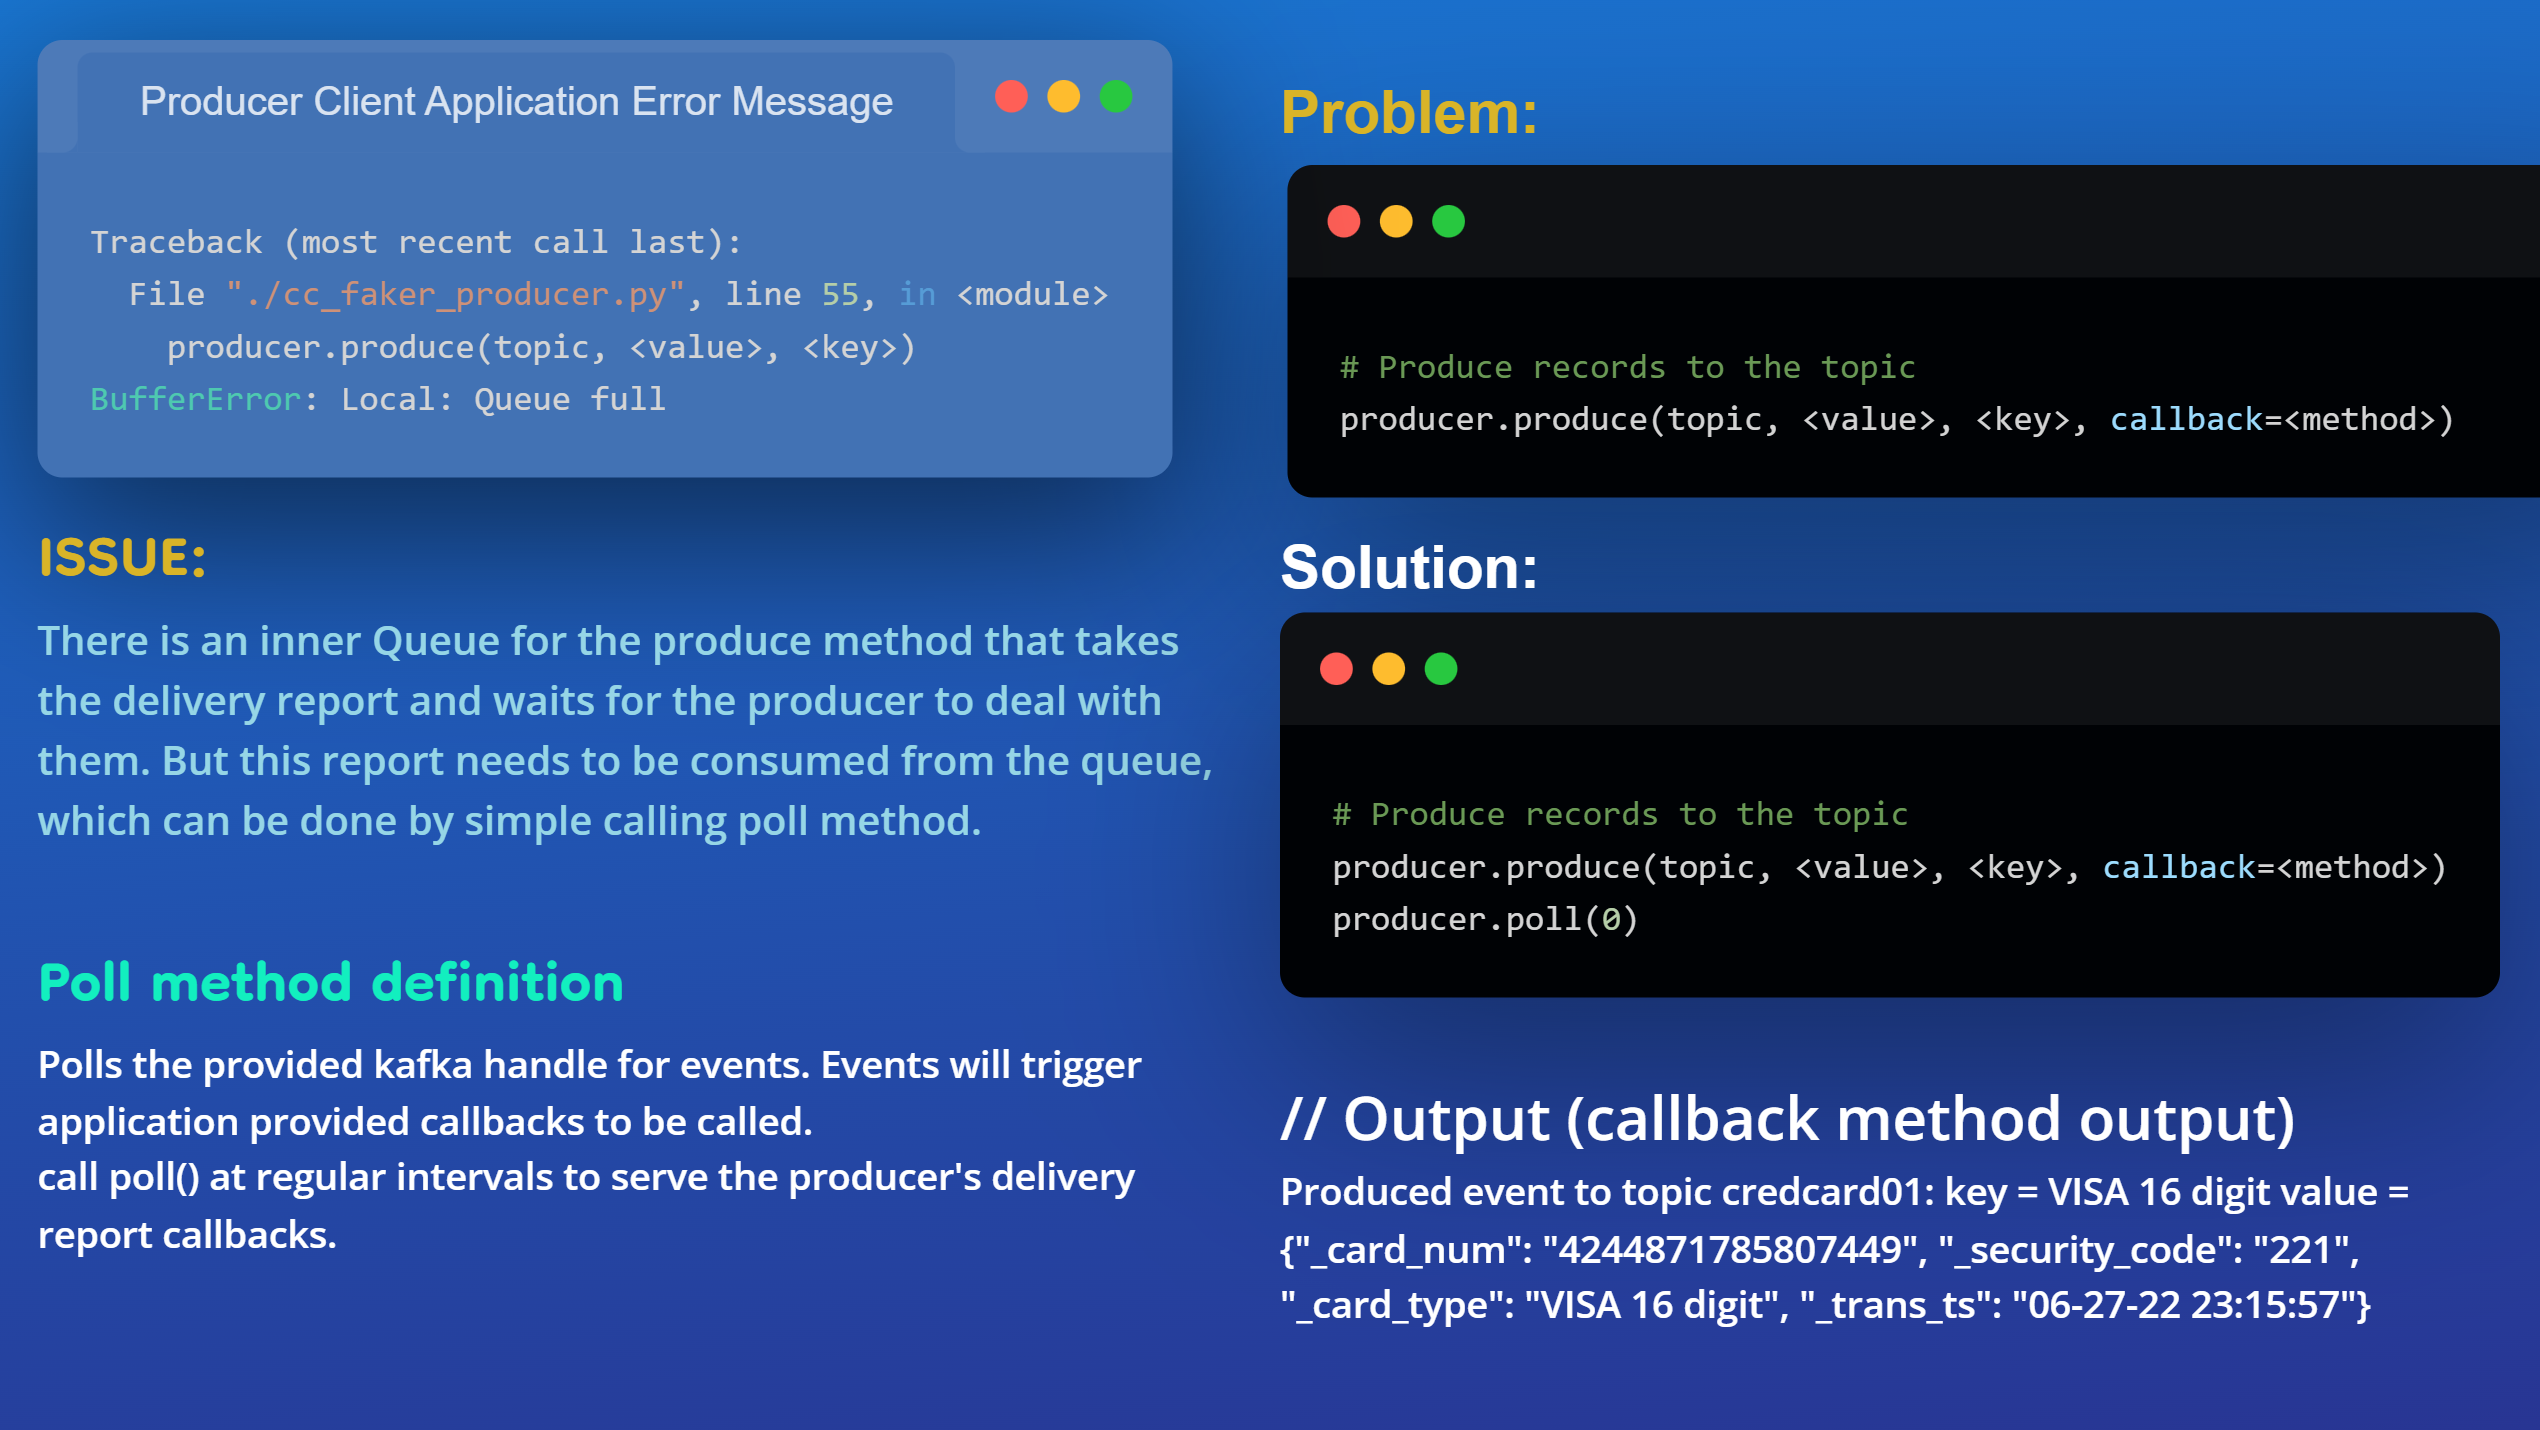 Producer Client Application Error Message
Traceback (most recent call last):
  File "./cc_faker_producer.py", line 55, in <module>
    producer.produce(topic, <value>, <key>)
BufferError: Local: Queue full
ISSUE:
There is an inner Queue for the produce method that takes
the delivery report and waits for the producer to deal with
them. But this report needs to be consumed from the queue,
which can be done by simple calling poll method.
Poll method definition
Polls the provided kafka handle for events. Events will trigger
application provided callbacks to be called.
call poll() at regular intervals to serve the producer's delivery
report callbacks.
Problem:
# Produce records to the topic
producer.produce(topic, <value>, <key>, callback=<method>)
Solution:
# Produce records to the topic
producer.produce(topic, <value>, <key>, callback=<method>)
producer.poll(0)
// Output (callback method output)
Produced event to topic credcard01: key = VISA 16 digit value =
{"_card_num": "4244871785807449", "_security_code": "221",
"_card_type": "VISA 16 digit", "_trans_ts": "06-27-22 23:15:57"}